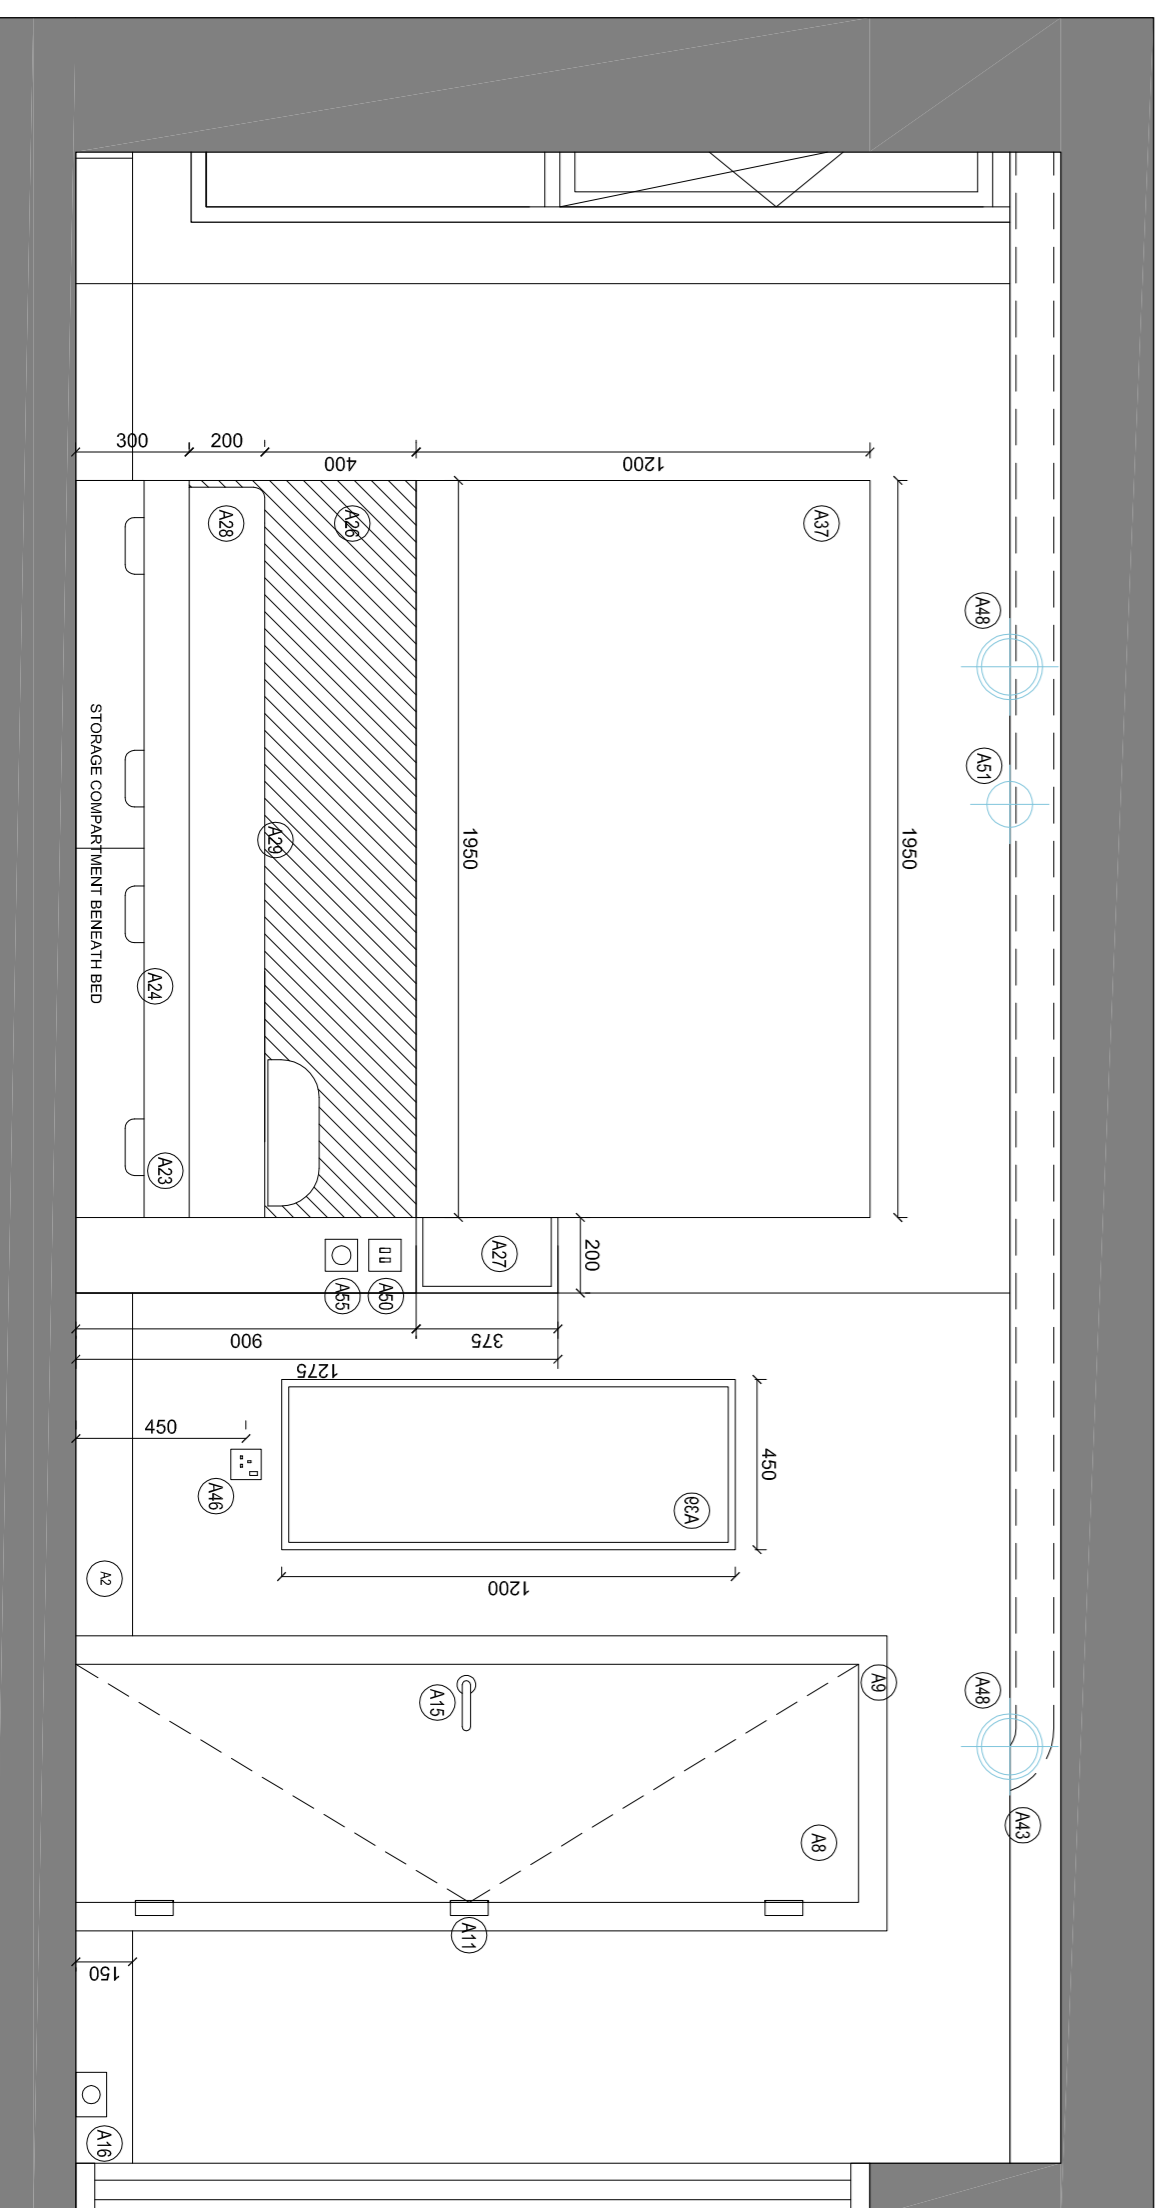 300
200
400
1200
A28
A26
A37
1950
1950
A48
A51
A29
STORAGE COMPARTMENT BENEATH BED
A24
A23
A27
200
A55
A50
900
375
1275
450
A46
A39
450
1200
A2
A15
A9
A48
A8
A43
A11
150
A16